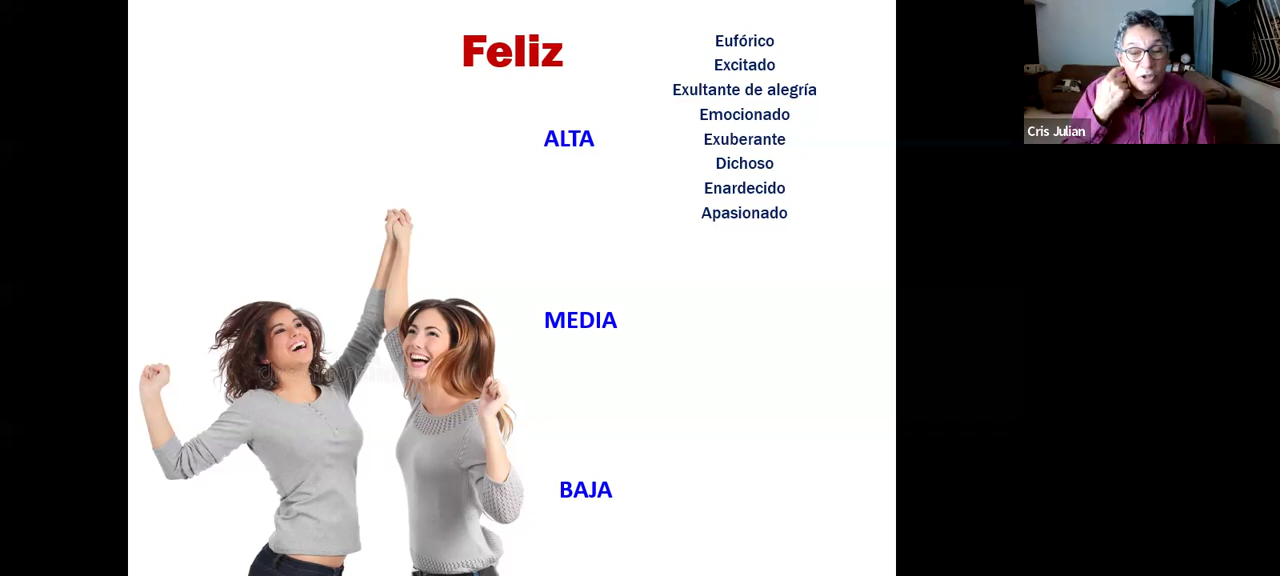 Feliz
ALTA
Eufórico
Excitado
Exultante de alegría
Emocionado
Exuberante
Dichoso
Enardecido
Apasionado
MEDIA
BAJA
Cris Julian